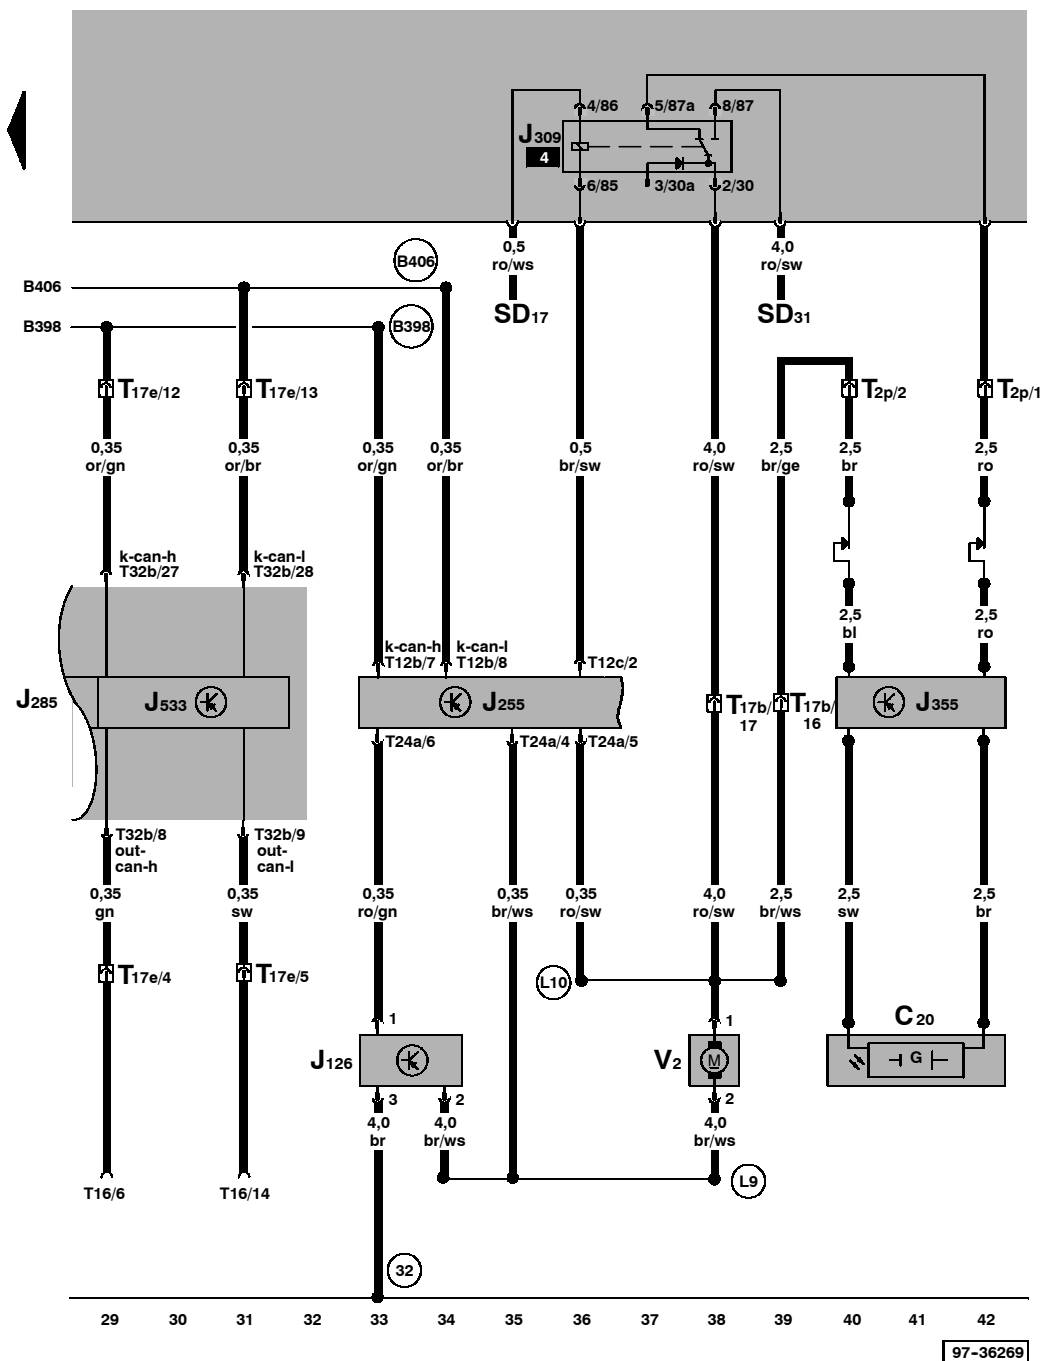 4/86
5/87a
8/87
J309
4
6/85
3/30a
2/30
0,5
ro/ws
4,0
ro/sw
B406
B406
SD17
SD31
B398
B398
T17e/12
T17e/13
T2p/2
T2p/1
0,35
or/gn
0,35
or/br
0,35
or/gn
0,35
or/br
0,5
br/sw
4,0
ro/sw
2,5
br/ge
2,5
br
2,5
ro
k-can-h
T32b/27
k-can-l
T32b/28
2,5
bl
2,5
ro
k-can-h
T12b/7
k-can-l
T12b/8
T12c/2
J285
J533
J255
T17b/
17
T17b/
16
J355
T24a/6
T24a/4
T24a/5
T32b/8
out-
can-h
T32b/9
out-
can-l
0,35
gn
0,35
sw
0,35
ro/gn
0,35
br/ws
0,35
ro/sw
4,0
ro/sw
2,5
br/ws
2,5
sw
2,5
br
T17e/4
T17e/5
L10
1
1
C20
J126
V2
M
G
3
2
2
4,0
br
4,0
br/ws
4,0
br/ws
T16/6
T16/14
L9
32
29 30 31 32 33 34 35 36 37 38 39 40 41 42
97-36269